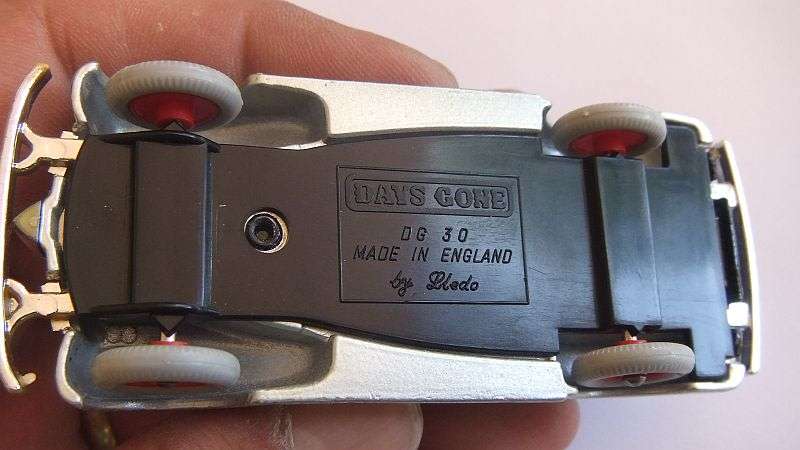 DAYS GONE
DG 30
MADE IN ENGLAND
by Lledo